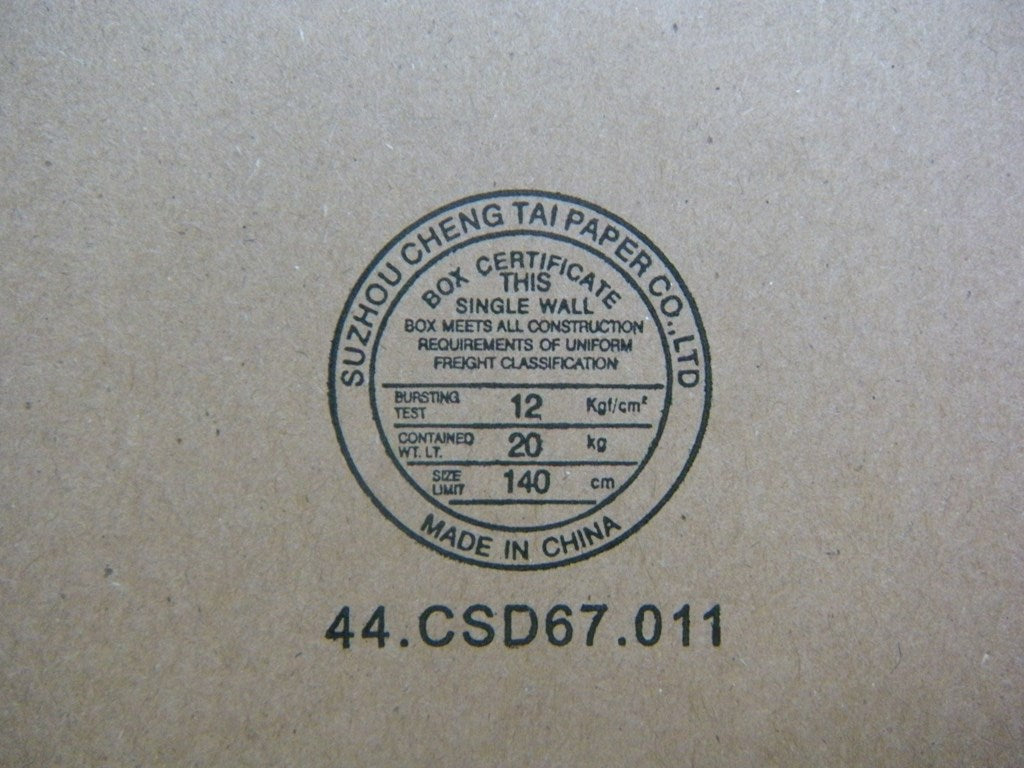 SUZHOU CHENG TAI PAPER CO.,LTD
BOX CERTIFICATE
THIS
SINGLE WALL
BOX MEETS ALL CONSTRUCTION
REQUIREMENTS OF UNIFORM
FREIGHT CLASSIFICATION
BURSTING TEST 12 Kgf/cm²
CONTAINED WT. LT. 20 kg
SIZE LIMIT 140 cm
MADE IN CHINA
44.CSD67.011